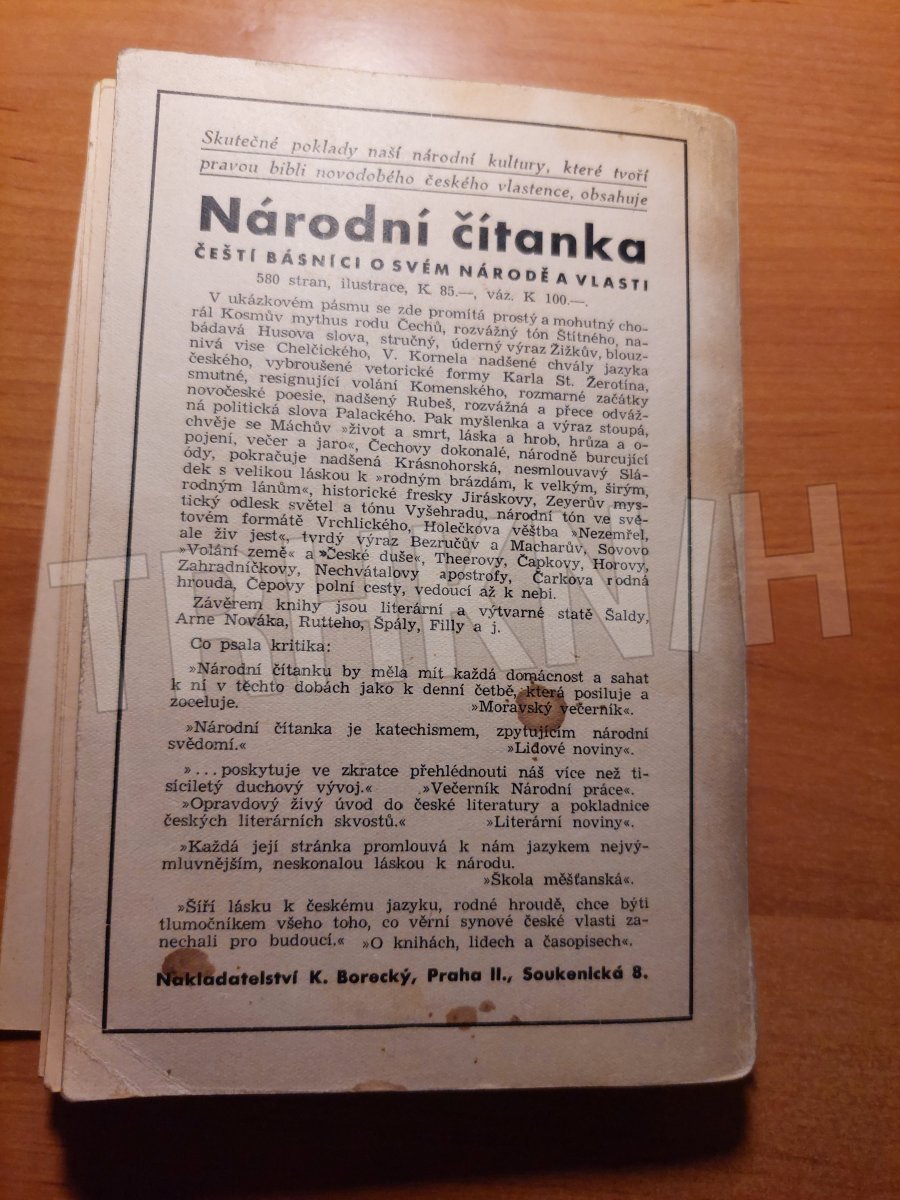 Skutečné poklady naší národní kultury, které tvoří
pravou bibli novodobého českého vlastence, obsahuje
Národní čítanka
ČEŠTÍ BÁSNÍCI O SVÉM NÁRODĚ A VLASTI
580 stran, ilustrace, K 85.—, váz. K 100.—.
V ukázkovém pásmu se zde promítá prostý a mohutný cho-
rál Kosmův mythus rodu Čechů, rozvážný tón Štítného, na-
bádavá Husova slova, stručný, úderný výraz Žižkův, blouz-
nivá vise Chelčického, V. Kornela nadšené chvály jazyka
českého, vybroušené vetorické formy Karla St. Žerotína,
smutné, resignující volání Komenského, rozmarné začátky
novočeské poesie, nadšený Rubeš, rozvážná a přece odváž-
ná politická slova Palackého. Pak myšlenka a výraz stoupá,
chvěje se Máchův »život a smrt, láska a hrob, hrůza a o-
pojení, večer a jaro«, Čechovy dokonalé, národně burcující
ódy, pokračuje nadšená Krásnohorská, nesmlouvavý Slá-
dek s velikou láskou k »rodným brázdám, k velkým, širým,
rodným lánům«, historické fresky Jiráskovy, Zeyerův mys-
tický odlesk světel a tónu Vyšehradu, národní tón ve svě-
tovém formátě Vrchlického, Holečkova věštba »Nezemřel,
ale živ jest«, tvrdý výraz Bezručův a Macharův, Sovovo
»Volání země« a »České duše«, Theerovy, Čapkovy, Horovy,
Zahradníčkovy, Nechvátalovy apostrofy, Čarkova rodná
hrouda, Čepovy polní cesty, vedoucí až k nebi.
Závěrem knihy jsou literární a výtvarné statě Šaldy,
Arne Nováka, Rutteho, Špály, Filly a j.
Co psala kritika:
»Národní čítanku by měla mít každá domácnost a sahat
k ní v těchto dobách jako k denní četbě, která posiluje a
zoceluje. »Moravský večerník«.
»Národní čítanka je katechismem, zpytujícím národní
svědomí.« »Lidové noviny«.
»...poskytuje ve zkratce přehlédnouti náš více než ti-
síciletý duchový vývoj.« »Večerník Národní práce«.
»Opravdový živý úvod do české literatury a pokladnice
českých literárních skvostů.« »Literární noviny«.
»Každá její stránka promlouvá k nám jazykem nejvý-
mluvnějším, neskonalou láskou k národu.
»Škola měšťanská«.
»Šíří lásku k českému jazyku, rodné hroudě, chce býti
tlumočníkem všeho toho, co věrní synové české vlasti za-
nechali pro budoucí.« »O knihách, lidech a časopisech«.
Nakladatelství K. Borecký, Praha II., Soukenická 8.